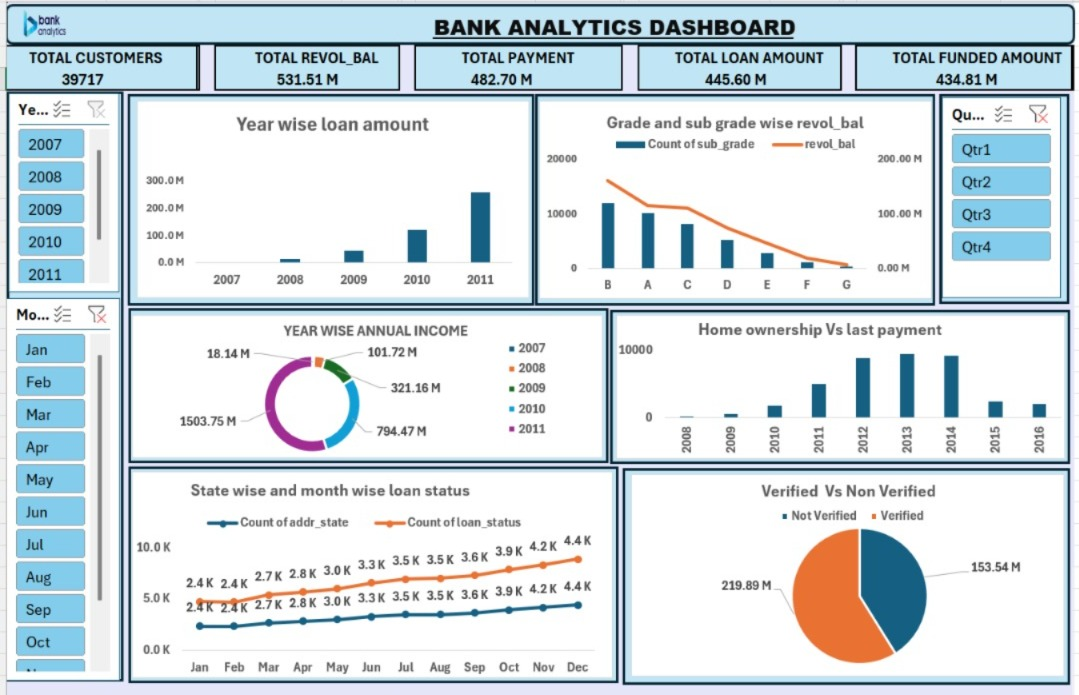 bank
analytics
BANK ANALYTICS DASHBOARD
TOTAL CUSTOMERS
39717
TOTAL REVOL_BAL
531.51 M
TOTAL PAYMENT
482.70 M
TOTAL LOAN AMOUNT
445.60 M
TOTAL FUNDED AMOUNT
434.81 M
Ye...
2007
2008
2009
2010
2011
Year wise loan amount
300.0 M
200.0 M
100.0 M
0.0 M
2007 2008 2009 2010 2011
Grade and sub grade wise revol_bal
Count of sub_grade revol_bal
20000 200.00 M
10000 100.00 M
0 0.00 M
B A C D E F G
Qu...
Qtr1
Qtr2
Qtr3
Qtr4
Mo...
Jan
Feb
Mar
Apr
May
Jun
Jul
Aug
Sep
Oct
YEAR WISE ANNUAL INCOME
18.14 M
101.72 M
321.16 M
1503.75 M
794.47 M
2007
2008
2009
2010
2011
Home ownership Vs last payment
10000
0
2008 2009 2010 2011 2012 2013 2014 2015 2016
State wise and month wise loan status
Count of addr_state Count of loan_status
10.0 K
5.0 K
0.0 K
2.4 K 2.4 K 2.7 K 2.8 K 3.0 K 3.3 K 3.5 K 3.5 K 3.6 K 3.9 K 4.2 K 4.4 K
2.4 K 2.4 K 2.7 K 2.8 K 3.0 K 3.3 K 3.5 K 3.5 K 3.6 K 3.9 K 4.2 K 4.4 K
Jan Feb Mar Apr May Jun Jul Aug Sep Oct Nov Dec
Verified Vs Non Verified
Not Verified Verified
219.89 M
153.54 M